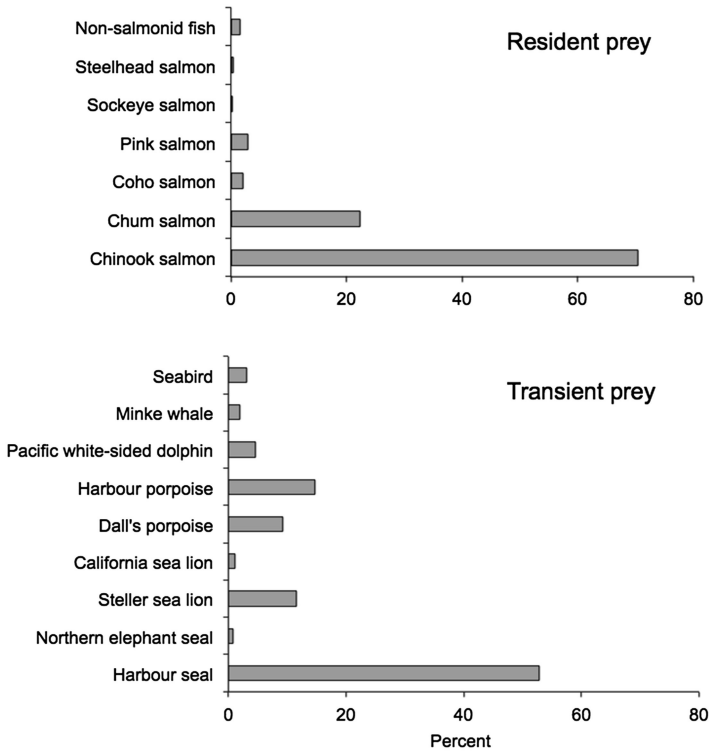 Resident prey
Non-salmonid fish
Steelhead salmon
Sockeye salmon
Pink salmon
Coho salmon
Chum salmon
Chinook salmon
0 20 40 60 80
Transient prey
Seabird
Minke whale
Pacific white-sided dolphin
Harbour porpoise
Dall's porpoise
California sea lion
Steller sea lion
Northern elephant seal
Harbour seal
0 20 40 60 80
Percent